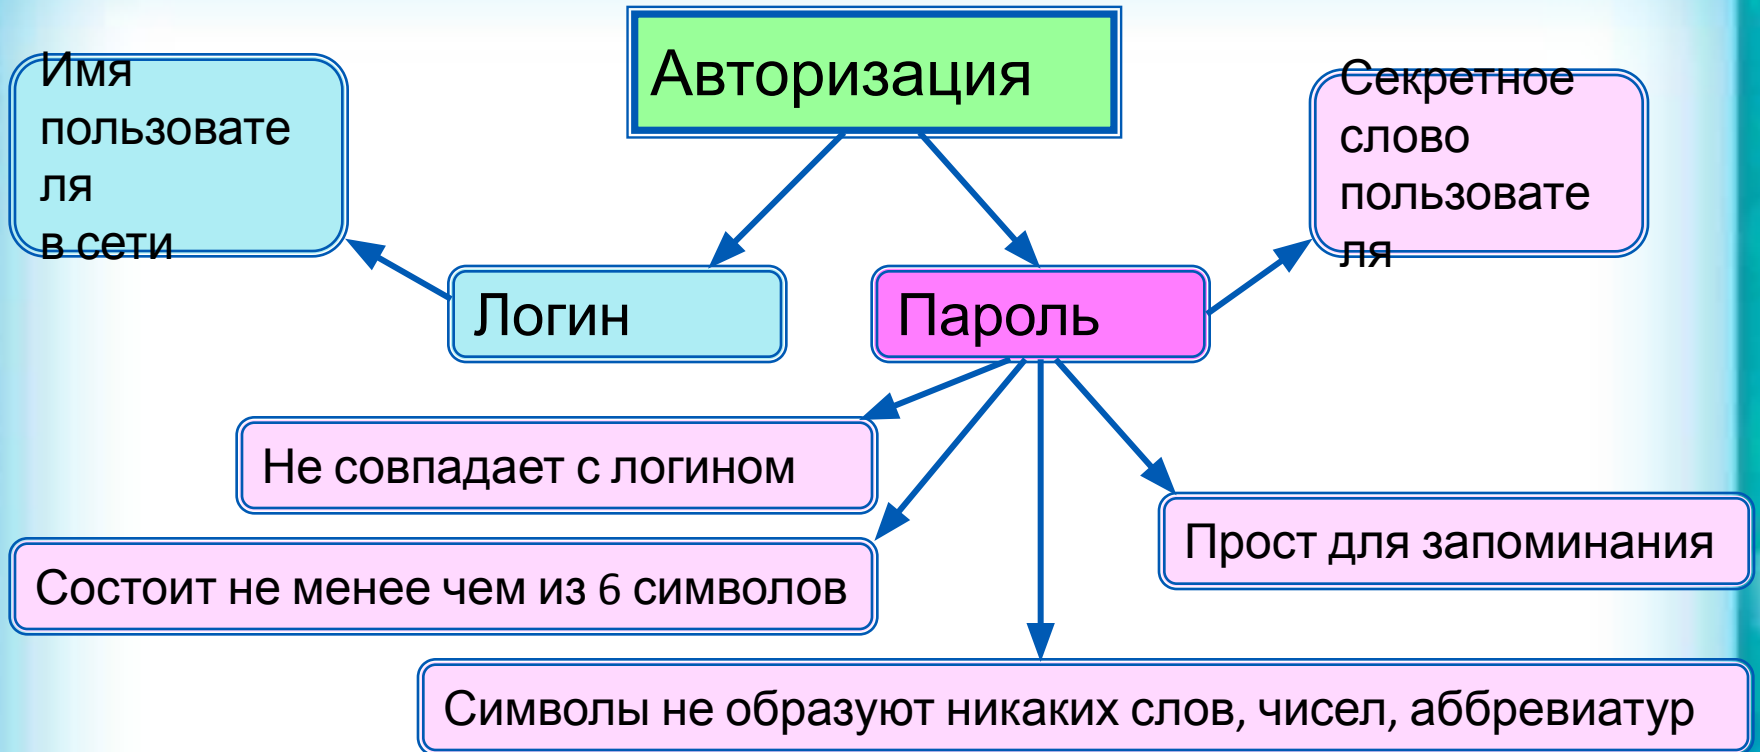 Авторизация
Имя
пользовате
ля
в сети
Секретное
слово
пользовате
ля
Логин
Пароль
Не совпадает с логином
Прост для запоминания
Состоит не менее чем из 6 символов
Символы не образуют никаких слов, чисел, аббревиатур